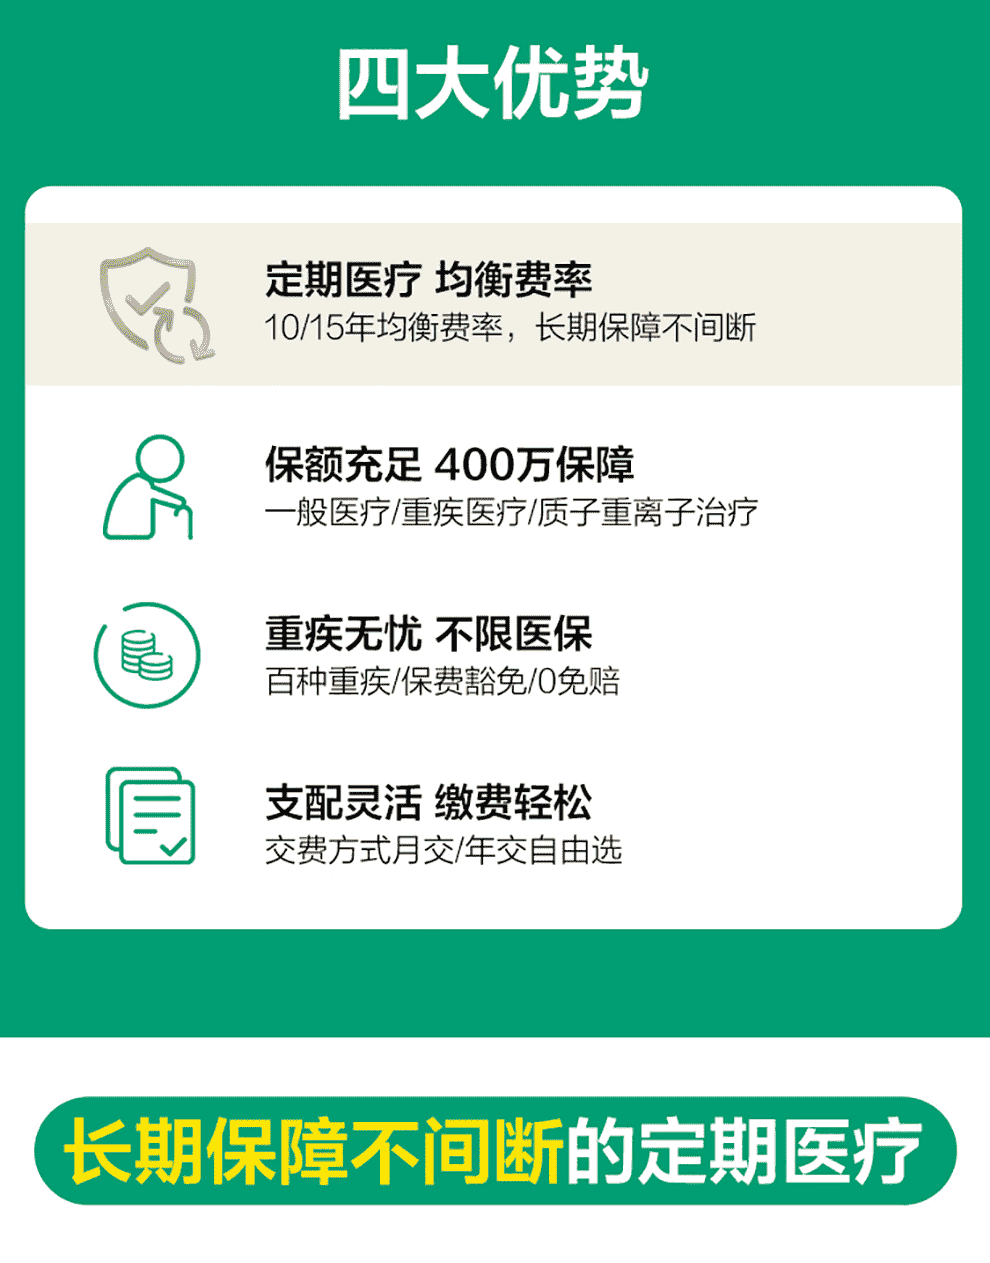 四大优势
定期医疗 均衡费率
10/15年均衡费率，长期保障不间断
保额充足 400万保障
一般医疗/重疾医疗/质子重离子治疗
重疾无忧 不限医保
百种重疾/保费豁免/0免赔
支配灵活 缴费轻松
交费方式月交/年交自由选
长期保障不间断的定期医疗